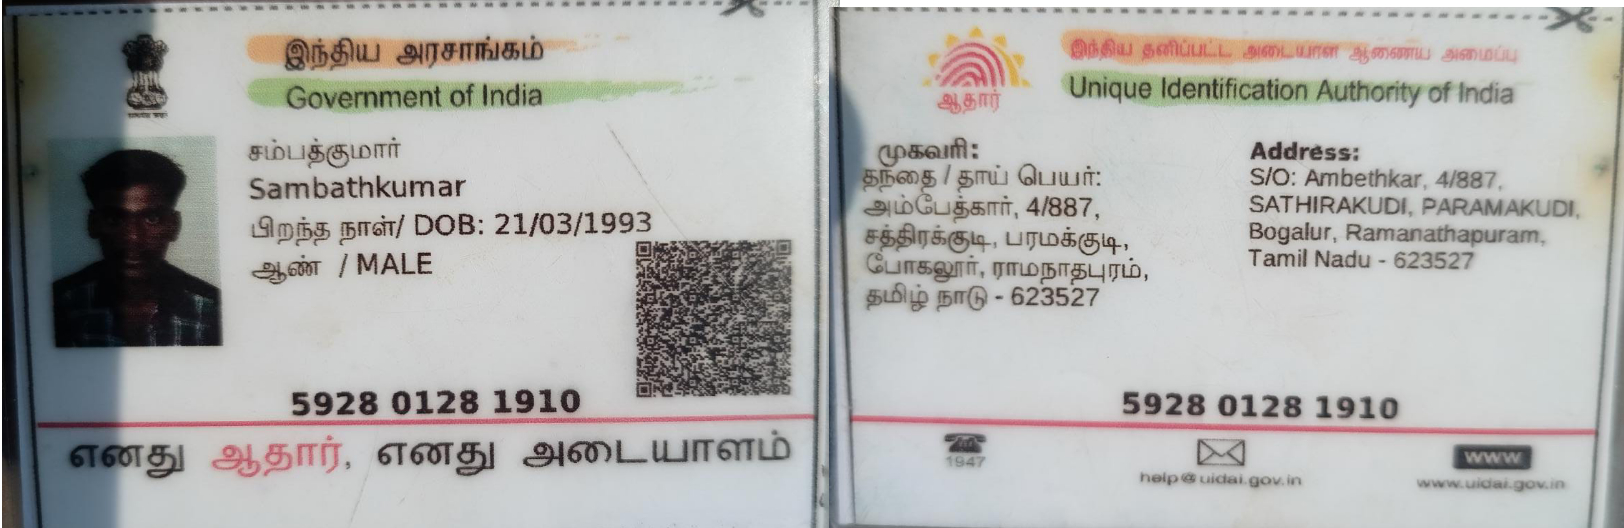 இந்திய அரசாங்கம்
Government of India
சம்பத்குமார்
Sambathkumar
பிறந்த நாள்/ DOB: 21/03/1993
ஆண் / MALE
5928 0128 1910
எனது ஆதார், எனது அடையாளம்
இந்திய தனிப்பட்ட அடையாள ஆணைய அமைப்பு
Unique Identification Authority of India
ஆதார்
முகவரி:
தந்தை / தாய் பெயர்:
அம்பேத்கார், 4/887,
சத்திரக்குடி, பரமக்குடி,
போகலூர், ராமநாதபுரம்,
தமிழ் நாடு - 623527
Address:
S/O: Ambethkar, 4/887,
SATHIRAKUDI, PARAMAKUDI,
Bogalur, Ramanathapuram,
Tamil Nadu - 623527
5928 0128 1910
1947
help@uidai.gov.in
www
www.uidai.gov.in